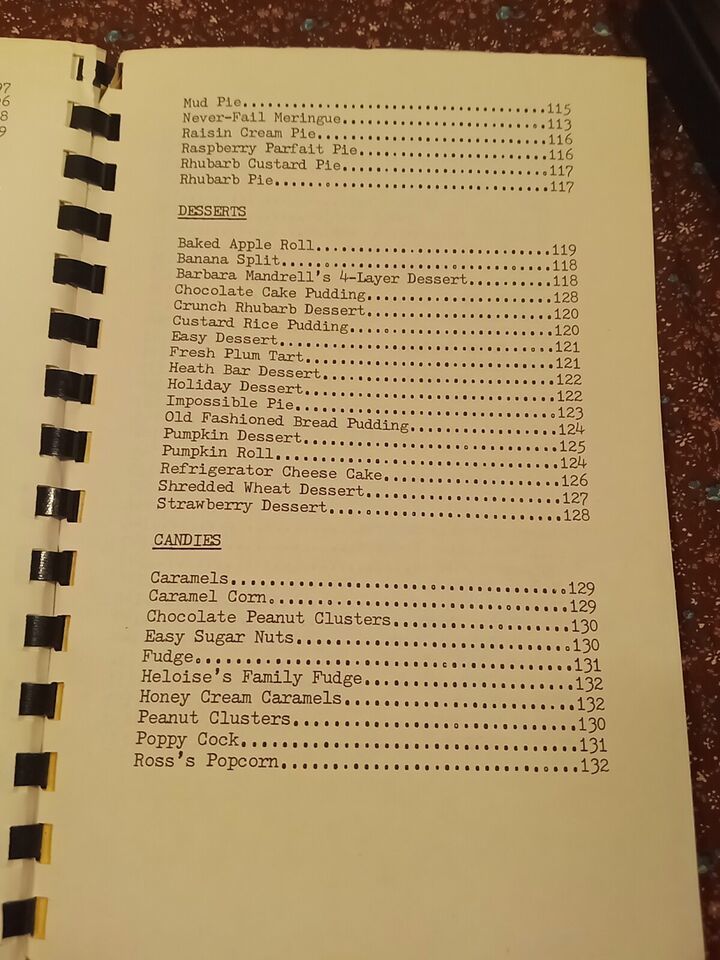 97
96
8
9
Mud Pie........................................115
Never-Fail Meringue...........................113
Raisin Cream Pie..............................116
Raspberry Parfait Pie.........................116
Rhubarb Custard Pie...........................117
Rhubarb Pie...................................117
DESSERTS
Baked Apple Roll..............................119
Banana Split..................................118
Barbara Mandrell's 4-Layer Dessert............118
Chocolate Cake Pudding........................128
Crunch Rhubarb Dessert........................120
Custard Rice Pudding..........................120
Easy Dessert..................................121
Fresh Plum Tart...............................121
Heath Bar Dessert.............................122
Holiday Dessert...............................122
Impossible Pie................................123
Old Fashioned Bread Pudding...................124
Pumpkin Dessert...............................125
Pumpkin Roll..................................124
Refrigerator Cheese Cake......................126
Shredded Wheat Dessert........................127
Strawberry Dessert............................128
CANDIES
Caramels......................................129
Caramel Corn..................................129
Chocolate Peanut Clusters.....................130
Easy Sugar Nuts...............................130
Fudge.........................................131
Heloise's Family Fudge........................132
Honey Cream Caramels..........................132
Peanut Clusters...............................130
Poppy Cock....................................131
Ross's Popcorn................................132